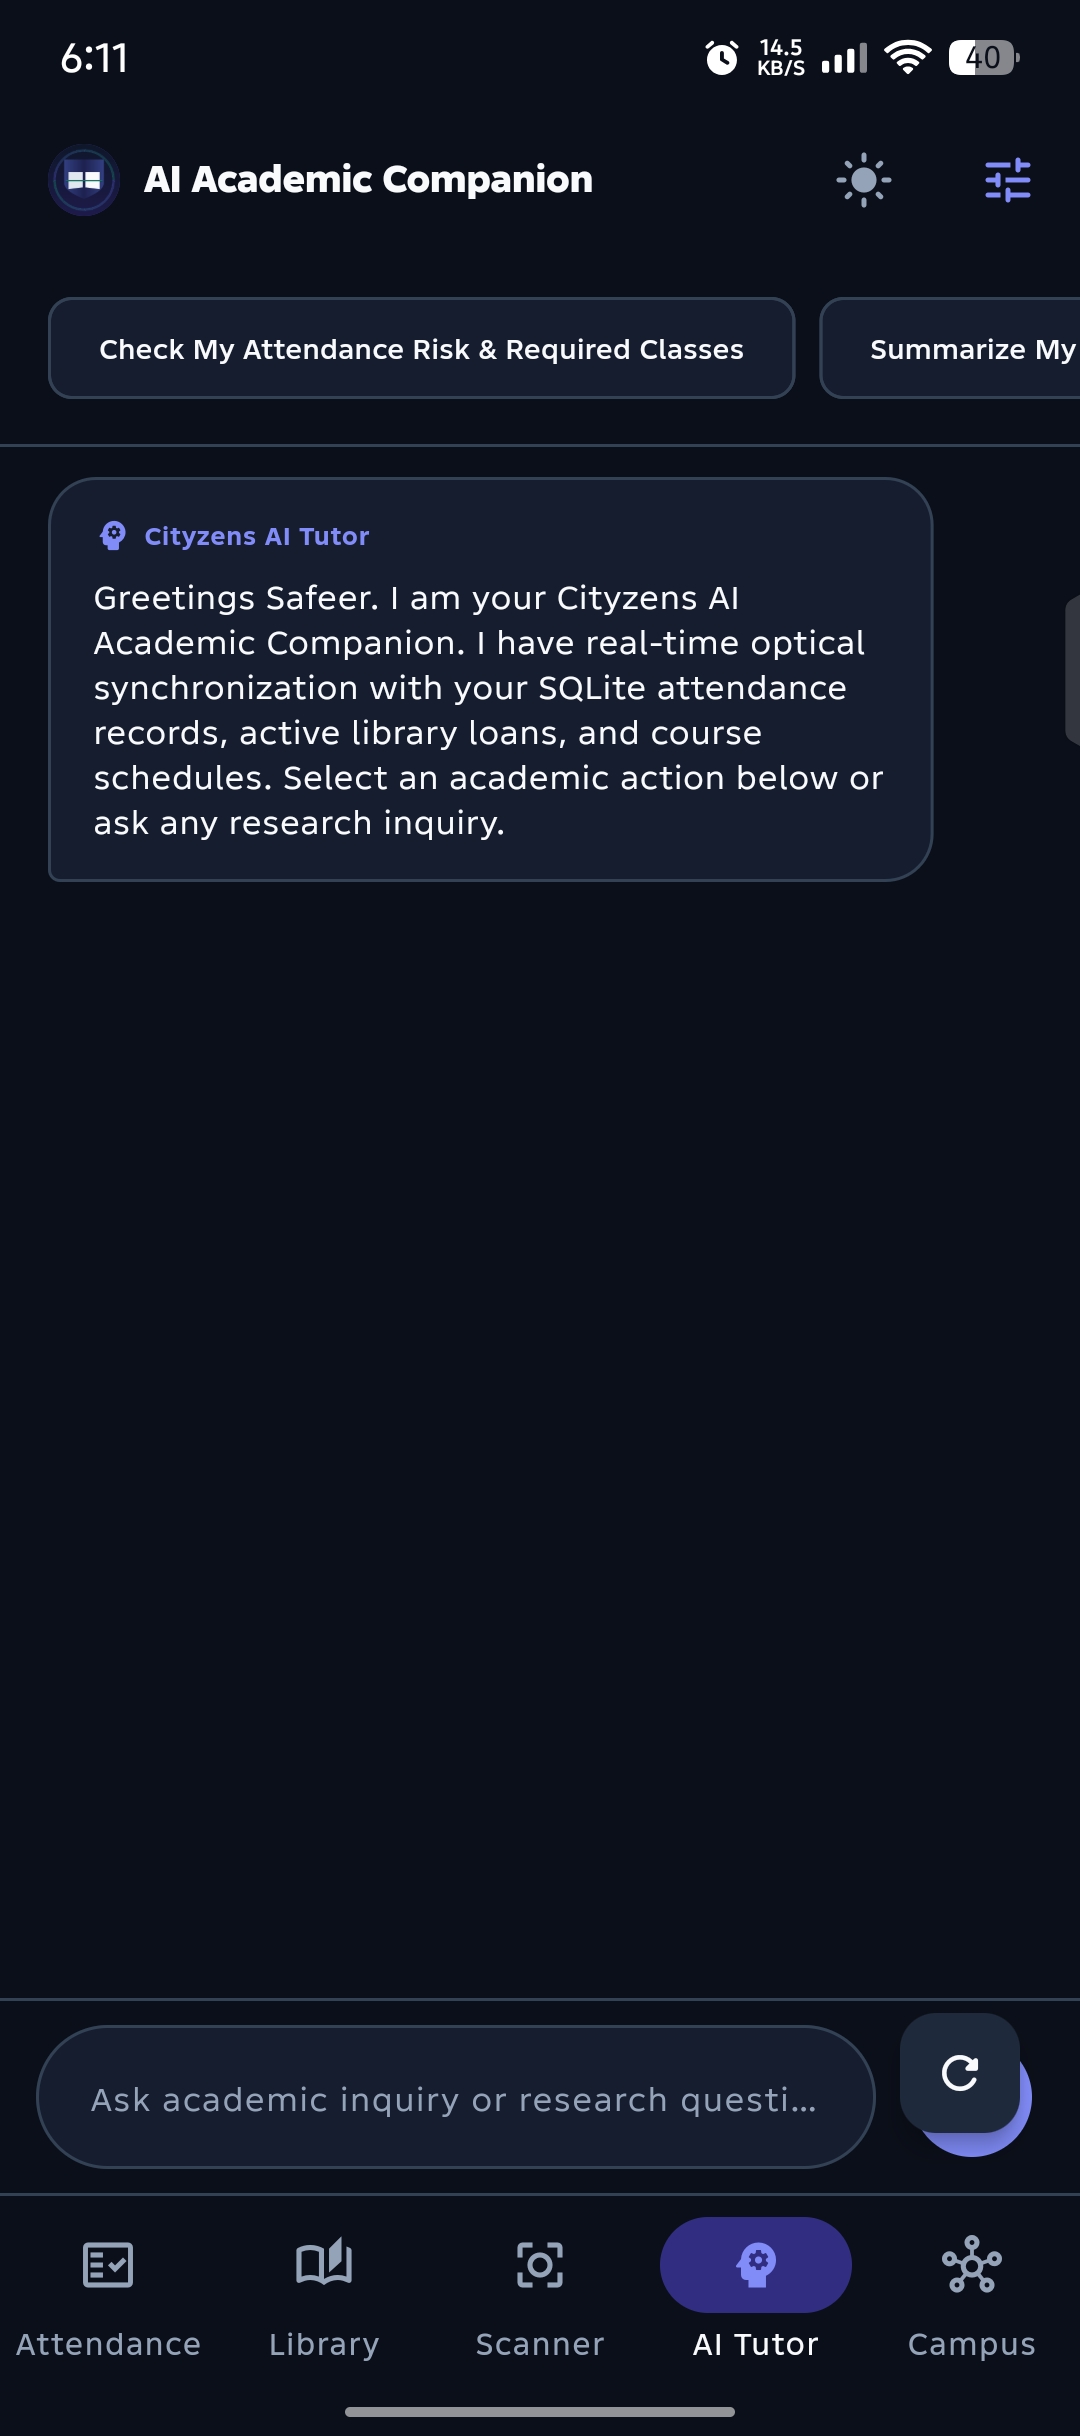 6:11
14.5
KB/S
40
AI Academic Companion
Check My Attendance Risk & Required Classes
Summarize My
Cityzens AI Tutor
Greetings Safeer. I am your Cityzens AI
Academic Companion. I have real-time optical
synchronization with your SQLite attendance
records, active library loans, and course
schedules. Select an academic action below or
ask any research inquiry.
Ask academic inquiry or research questi...
Attendance
Library
Scanner
AI Tutor
Campus